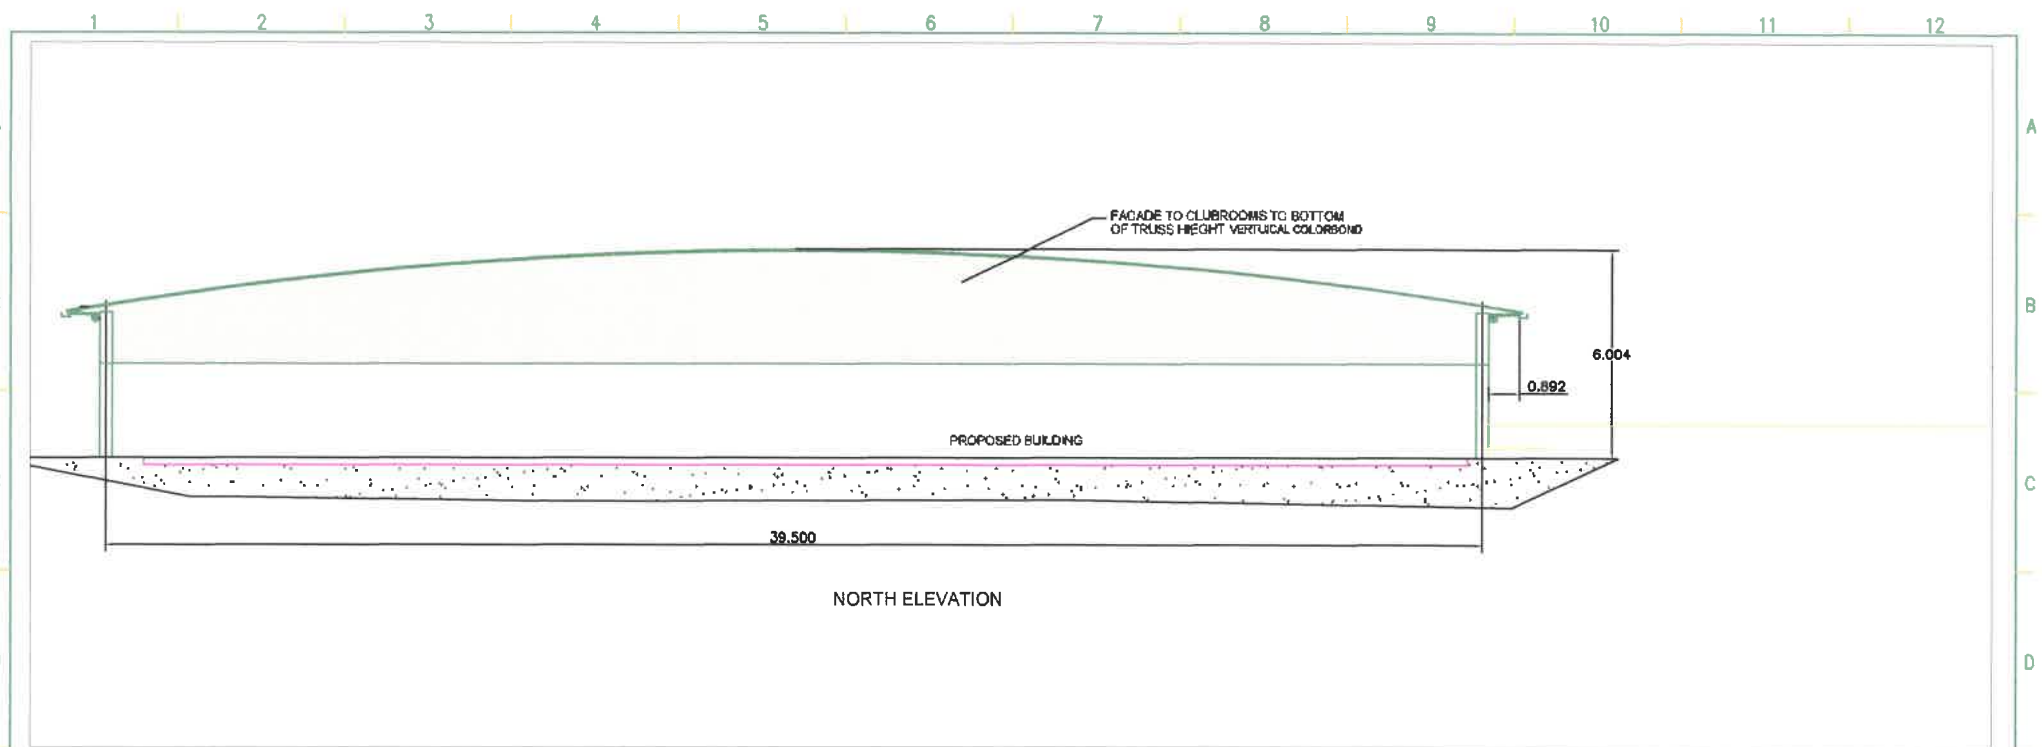 1 2 3 4 5 6 7 8 9 10 11 12
A
FACADE TO CLUBROOMS TO BOTTOM
OF TRUSS HIEGHT VERTUICAL COLORBOND
B
6.004
0.892
PROPOSED BUILDING
C
39.500
NORTH ELEVATION
D